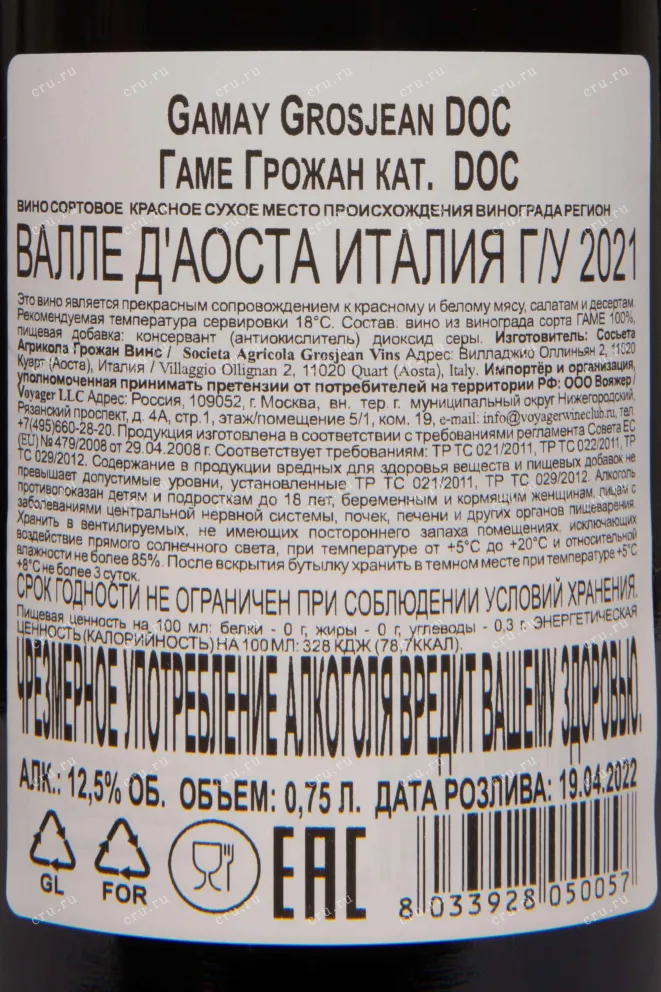 GAMAY GROSJEAN DOC
ГАМЕ ГРОЖАН КАТ. DOC
ВИНО СОРТОВОЕ КРАСНОЕ СУХОЕ МЕСТО ПРОИСХОЖДЕНИЯ ВИНОГРАДА РЕГИОН
ВАЛЛЕ Д'АОСТА ИТАЛИЯ Г/У 2021
Это вино является прекрасным сопровождением к красному и белому мясу, салатам и десертам.
Рекомендуемая температура сервировки 18°C. Состав: вино из винограда сорта ГАМЕ 100%,
пищевая добавка: консервант (антиокислитель) диоксид серы. Изготовитель: Сосьета
Агрикола Грожан Винс / Societa Agricola Grosjean Vins Адрес: Вилладжио Оллиньян 2, 11020
Куарт (Аоста), Италия / Villaggio Ollignan 2, 11020 Quart (Aosta), Italy. Импортёр и организация,
уполномоченная принимать претензии от потребителей на территории РФ: ООО Вояжер /
Voyager LLC Адрес: Россия, 109052, г. Москва, вн. тер. г. муниципальный округ Нижегородский,
Рязанский проспект, д. 4А, стр.1, этаж/помещение 5/1, ком. 19, e-mail: info@voyagerwineclub.ru, тел.
+7(495)660-28-20. Продукция изготовлена в соответствии с требованиями регламента Совета ЕС
(EU) № 479/2008 от 29.04.2008 г. Соответствует требованиям: ТР ТС 021/2011, ТР ТС 022/2011, ТР
ТС 029/2012. Содержание в продукции вредных для здоровья веществ и пищевых добавок не
превышает допустимые уровни, установленные ТР ТС 021/2011, ТР ТС 029/2012. Алкоголь
противопоказан детям и подросткам до 18 лет, беременным и кормящим женщинам, лицам с
заболеваниями центральной нервной системы, почек, печени и других органов пищеварения.
Хранить в вентилируемых, не имеющих постороннего запаха помещениях, исключающих
воздействие прямого солнечного света, при температуре от +5°C до +20°C и относительной
влажности не более 85%. После вскрытия бутылку хранить в темном месте при температуре +5°C
+8°C не более 3 суток.
СРОК ГОДНОСТИ НЕ ОГРАНИЧЕН ПРИ СОБЛЮДЕНИИ УСЛОВИЙ ХРАНЕНИЯ.
Пищевая ценность на 100 мл: белки - 0 г, жиры - 0 г, углеводы - 0,3 г. ЭНЕРГЕТИЧЕСКАЯ
ЦЕННОСТЬ (КАЛОРИЙНОСТЬ) НА 100 МЛ: 328 КДЖ (78,7ККАЛ).
ЧРЕЗМЕРНОЕ УПОТРЕБЛЕНИЕ АЛКОГОЛЯ ВРЕДИТ ВАШЕМУ ЗДОРОВЬЮ.
АЛК.: 12,5% ОБ. ОБЪЕМ: 0,75 Л. ДАТА РОЗЛИВА: 19.04.2022
GL FOR EAC
8 033928 050057
cru.ru